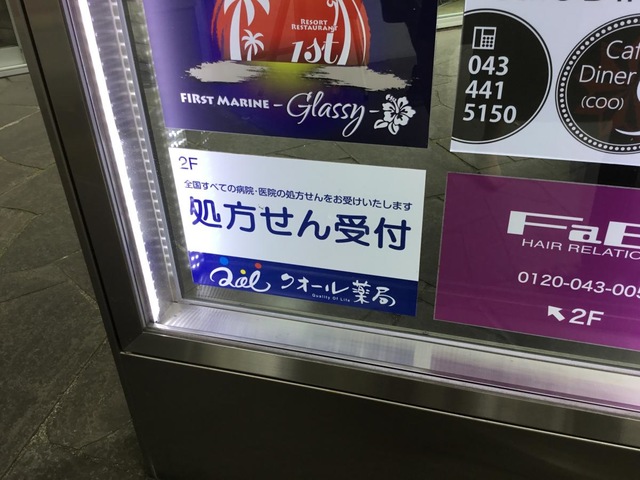 RESORT
RESTAURANT
1st
FIRST MARINE - Glassy -
043
441
5150
Cafe
Diner
(COO)
2F
全国すべての病院・医院の処方せんをお受けいたします
処方せん受付
Qol クオール薬局
Quality Of Life
HAIR RELATIO
0120-043-005
2F